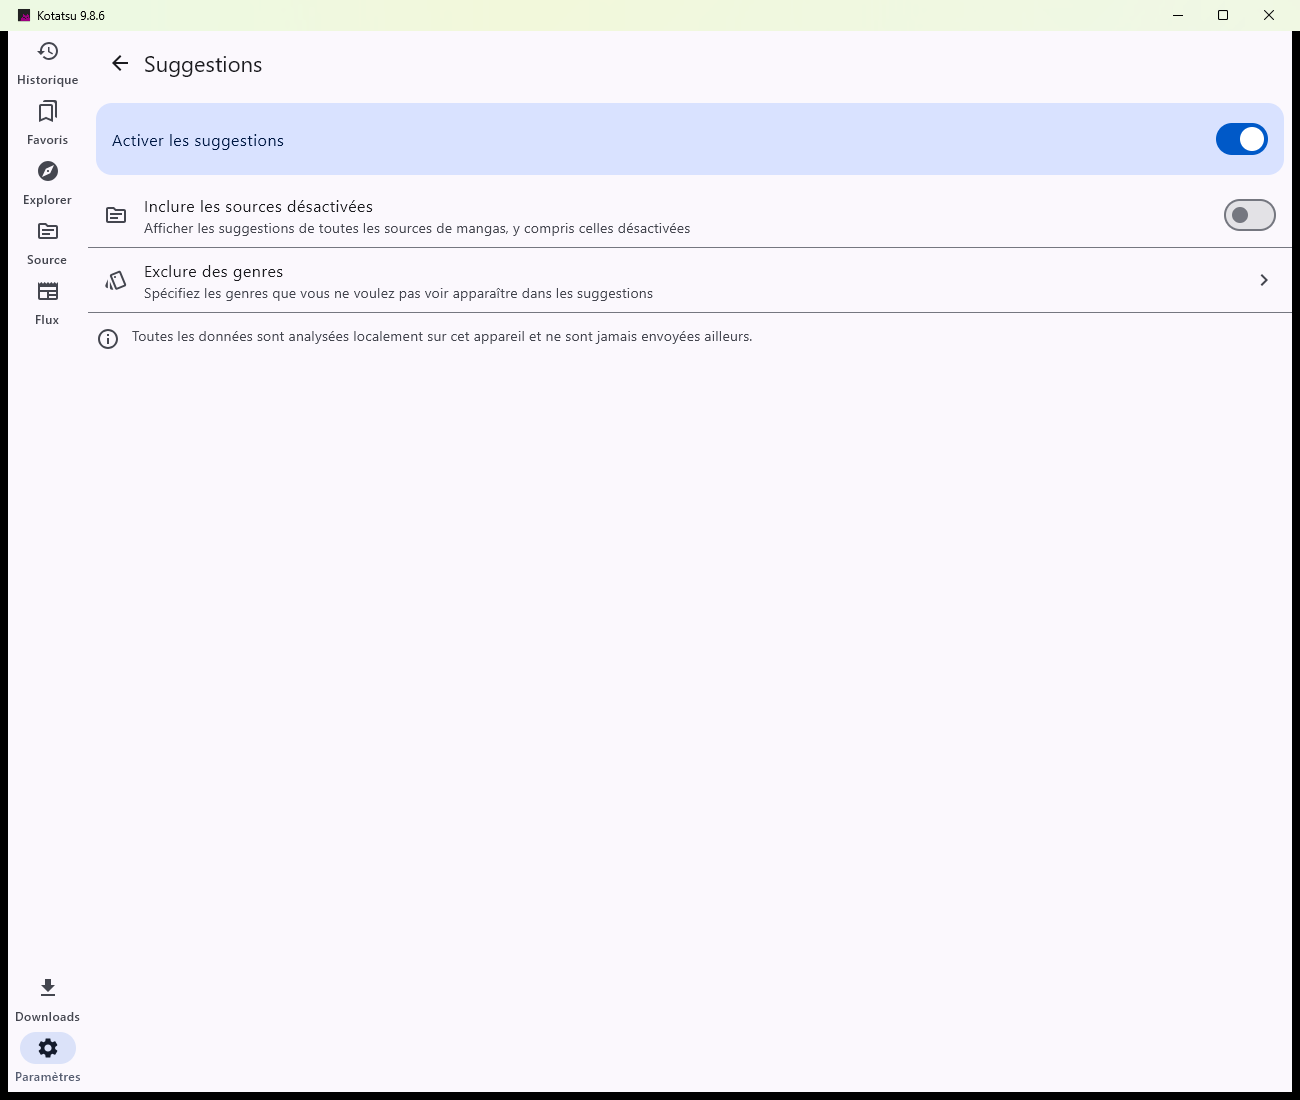 Kotatsu 9.8.6
Historique
Favoris
Explorer
Source
Flux
Downloads
Paramètres
Suggestions
Activer les suggestions
Inclure les sources désactivées
Afficher les suggestions de toutes les sources de mangas, y compris celles désactivées
Exclure des genres
Spécifiez les genres que vous ne voulez pas voir apparaître dans les suggestions
Toutes les données sont analysées localement sur cet appareil et ne sont jamais envoyées ailleurs.